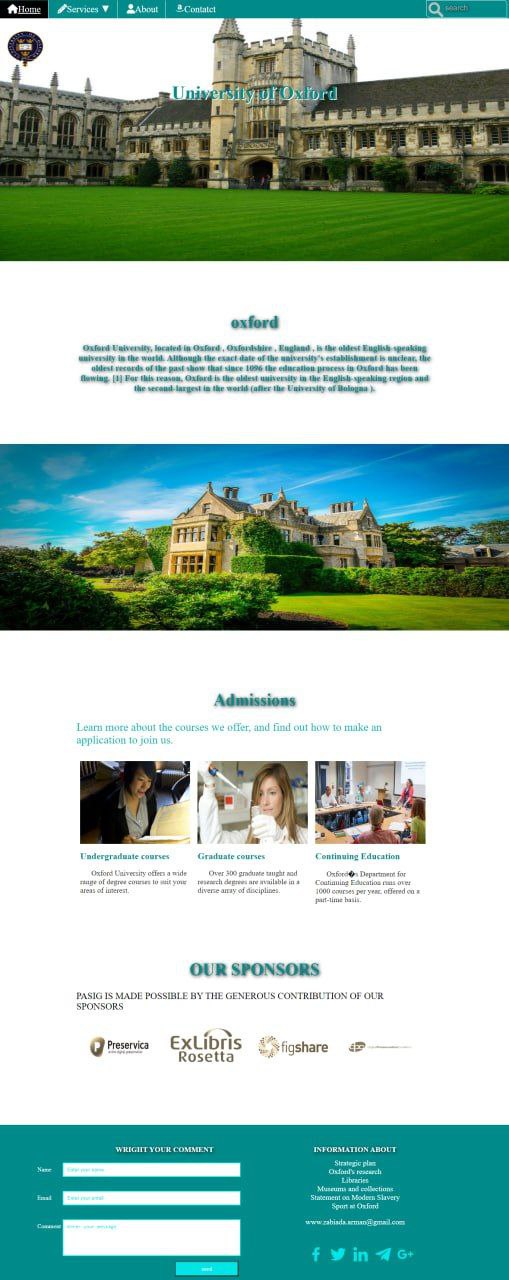 Home Services ▼ About Contatct search
University of Oxford
oxford
Oxford University, located in Oxford , Oxfordshire , England , is the oldest English-speaking
university in the world. Although the exact date of the university's establishment is unclear, the
oldest records of the past show that since 1096 the education process in Oxford has been
flowing. [1] For this reason, Oxford is the oldest university in the English-speaking region and
the second-largest in the world (after the University of Bologna ).
Admissions
Learn more about the courses we offer, and find out how to make an
application to join us.
Undergraduate courses
Oxford University offers a wide
range of degree courses to suit your
areas of interest.
Graduate courses
Over 300 graduate taught and
research degrees are available in a
diverse array of disciplines.
Continuing Education
Oxford�s Department for
Continuing Education runs over
1000 courses per year, offered on a
part-time basis.
OUR SPONSORS
PASIG IS MADE POSSIBLE BY THE GENEROUS CONTRIBUTION OF OUR
SPONSORS
Preservica
ExLibris
Rosetta
figshare
WRIGHT YOUR COMMENT
Name Enter your name
Email Enter your email
Comment
send
INFORMATION ABOUT
Strategic plan
Oxford's research
Libraries
Museums and collections
Statement on Modern Slavery
Sport at Oxford
www.zabiada.arman@gmail.com